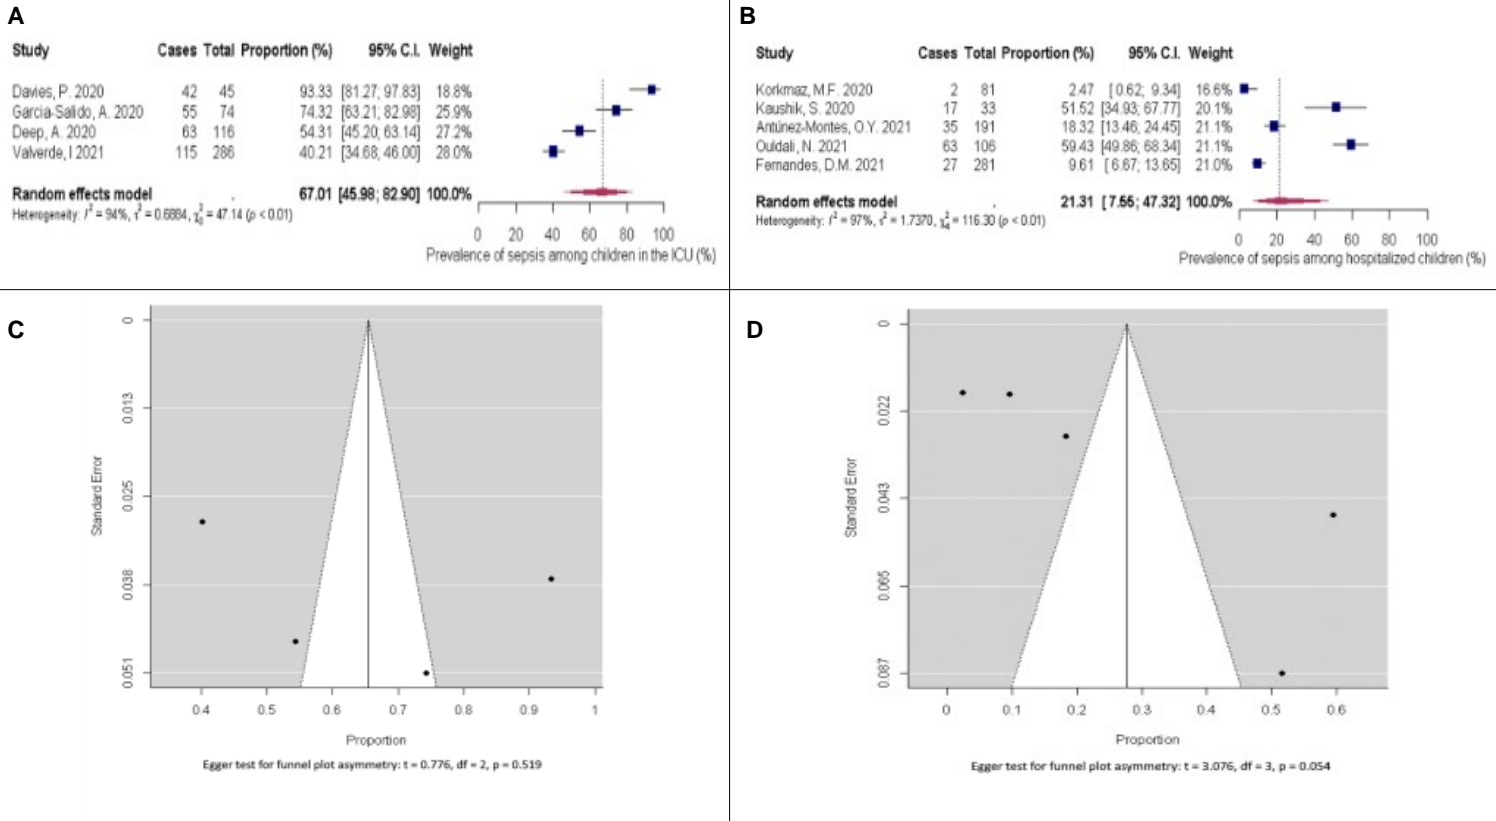 A
Study Cases Total Proportion (%) 95% C.I. Weight
Davies, P. 2020 42 45 93.33 [81.27; 97.83] 18.8%
Garcia-Salido, A. 2020 55 74 74.32 [63.21; 82.98] 25.9%
Deep, A. 2020 63 116 54.31 [45.20; 63.14] 27.2%
Valverde, I 2021 115 286 40.21 [34.68; 46.00] 28.0%
Random effects model . 67.01 [45.98; 82.90] 100.0%
Heterogeneity: I² = 94%, τ² = 0.6884, χ²₃ = 47.14 (p < 0.01)
0 20 40 60 80 100
Prevalence of sepsis among children in the ICU (%)
B
Study Cases Total Proportion (%) 95% C.I. Weight
Korkmaz, M.F. 2020 2 81 2.47 [ 0.62; 9.34] 16.6%
Kaushik, S. 2020 17 33 51.52 [34.93; 67.77] 20.1%
Antúnez-Montes, O.Y. 2021 35 191 18.32 [13.46; 24.45] 21.1%
Ouldali, N. 2021 63 106 59.43 [49.86; 68.34] 21.1%
Fernandes, D.M. 2021 27 281 9.61 [ 6.67; 13.65] 21.0%
Random effects model . 21.31 [ 7.55; 47.32] 100.0%
Heterogeneity: I² = 97%, τ² = 1.7370, χ²₄ = 116.30 (p < 0.01)
0 20 40 60 80 100
Prevalence of sepsis among hospitalized children (%)
C
0
0.013
0.025
0.038
0.051
Standard Error
0.4 0.5 0.6 0.7 0.8 0.9 1
Proportion
Egger test for funnel plot asymmetry: t = 0.776, df = 2, p = 0.519
D
0
0.022
0.043
0.065
0.087
Standard Error
0 0.1 0.2 0.3 0.4 0.5 0.6
Proportion
Egger test for funnel plot asymmetry: t = 3.076, df = 3, p = 0.054